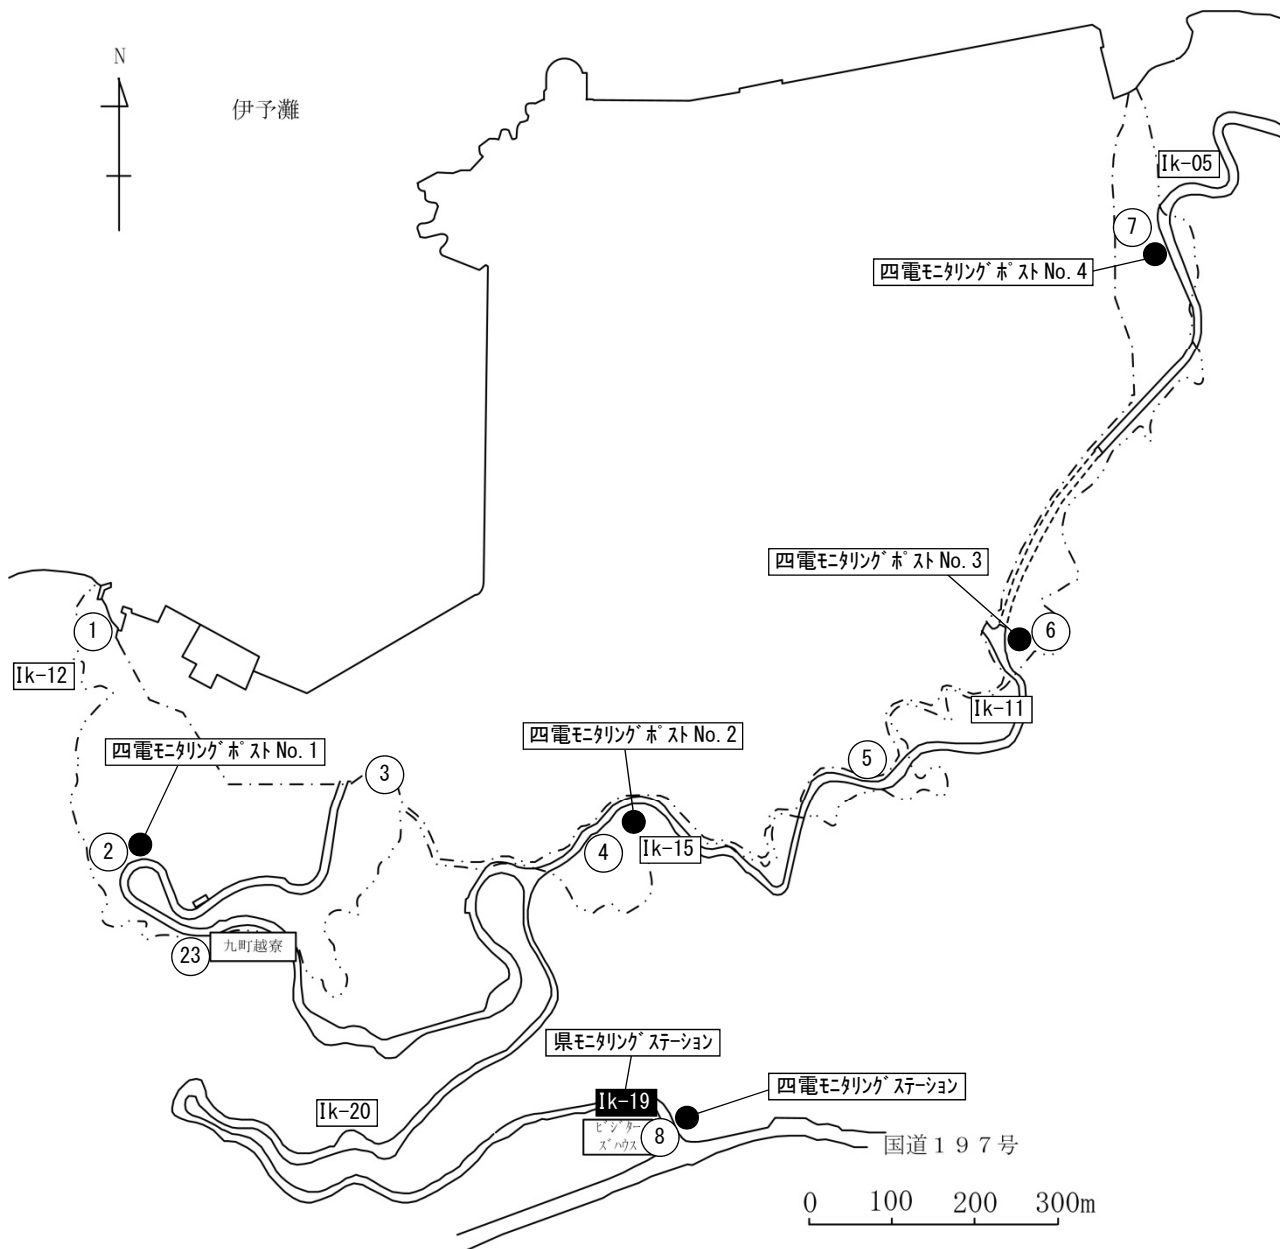 N
伊予灘
Ik-05
7
四電モニタリングポストNo.4
四電モニタリングポストNo.3
6
1
Ik-12
Ik-11
四電モニタリングポストNo.2
四電モニタリングポストNo.1
5
3
2
4
Ik-15
23
九町越寮
県モニタリングステーション
四電モニタリングステーション
Ik-19
Ik-20
ビジター
ズハウス
8
国道197号
0 100 200 300m